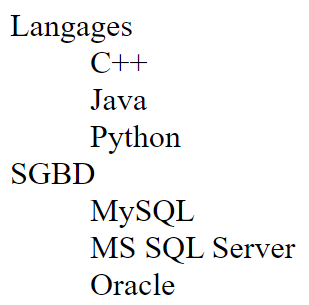 Langages
C++
Java
Python
SGBD
MySQL
MS SQL Server
Oracle